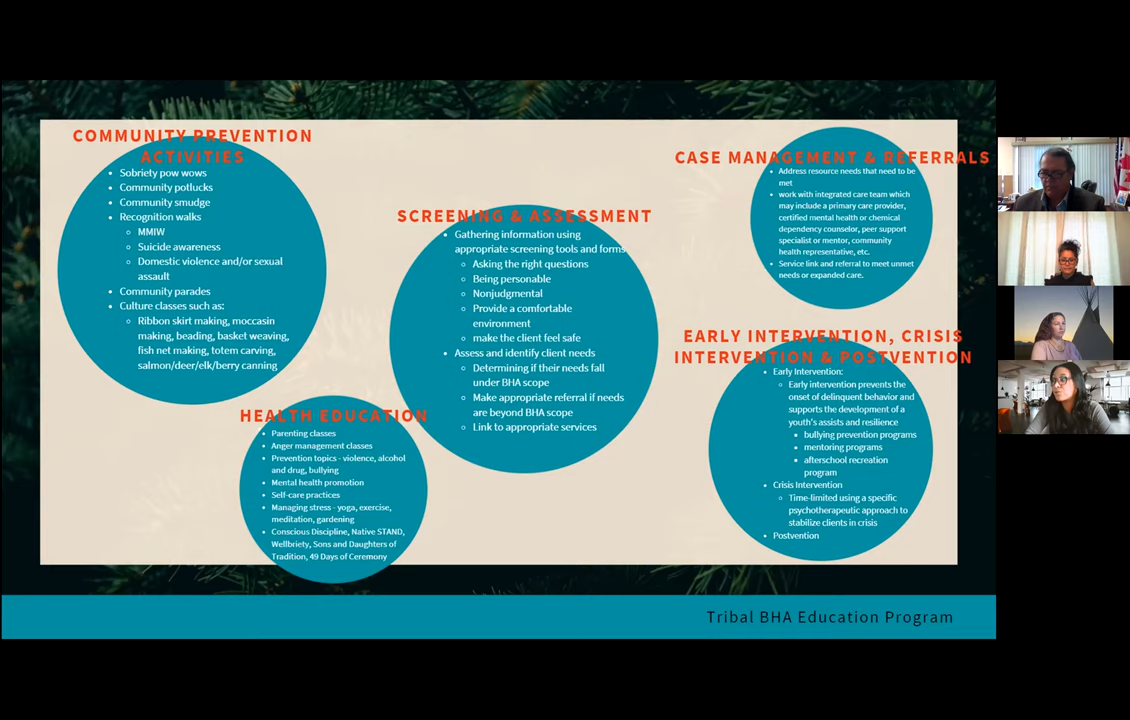 COMMUNITY PREVENTION
ACTIVITIES
Sobriety pow wows
Community potlucks
Community smudge
Recognition walks
MMIW
Suicide awareness
Domestic violence and/or sexual
assault
Community parades
Culture classes such as:
Ribbon skirt making, moccasin
making, beading, basket weaving,
fish net making, totem carving,
salmon/deer/elk/berry canning
HEALTH EDUCATION
Parenting classes
Anger management classes
Prevention topics - violence, alcohol
and drug, bullying
Mental health promotion
Self-care practices
Managing stress - yoga, exercise,
meditation, gardening
Conscious Discipline, Native STAND,
Wellbriety, Sons and Daughters of
Tradition, 49 Days of Ceremony
SCREENING & ASSESSMENT
Gathering information using
appropriate screening tools and forms
Asking the right questions
Being personable
Nonjudgmental
Provide a comfortable
environment
make the client feel safe
Assess and identify client needs
Determining if their needs fall
under BHA scope
Make appropriate referral if needs
are beyond BHA scope
Link to appropriate services
CASE MANAGEMENT & REFERRALS
Address resource needs that need to be
met
work with integrated care team which
may include a primary care provider,
certified mental health or chemical
dependency counselor, peer support
specialist or mentor, community
health representative, etc.
Service link and referral to meet unmet
needs or expanded care.
EARLY INTERVENTION, CRISIS
INTERVENTION & POSTVENTION
Early Intervention:
Early intervention prevents the
onset of delinquent behavior and
supports the development of a
youth's assists and resilience
bullying prevention programs
mentoring programs
afterschool recreation
program
Crisis Intervention
Time-limited using a specific
psychotherapeutic approach to
stabilize clients in crisis
Postvention
Tribal BHA Education Program